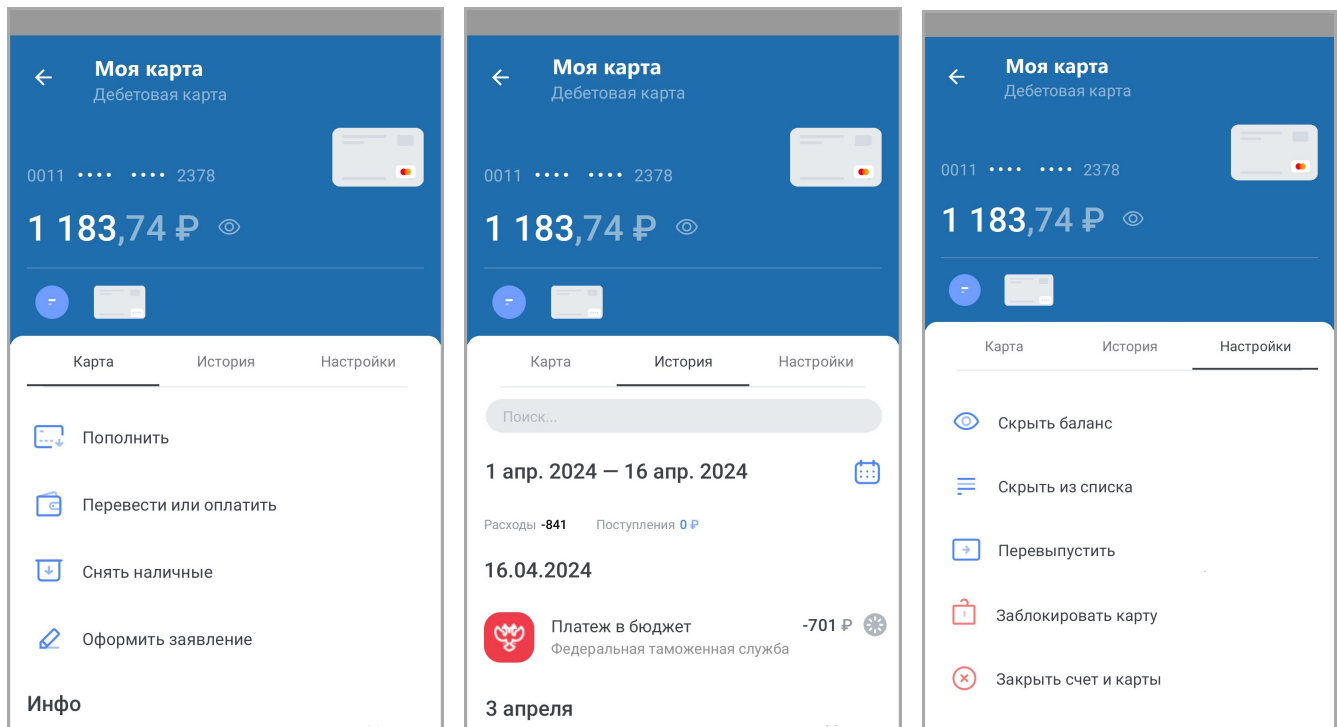 Моя карта
Дебетовая карта
0011 •••• •••• 2378
1 183,74 ₽
Карта История Настройки
Пополнить
Перевести или оплатить
Снять наличные
Оформить заявление
Инфо
Моя карта
Дебетовая карта
0011 •••• •••• 2378
1 183,74 ₽
Карта История Настройки
Поиск...
1 апр. 2024 — 16 апр. 2024
Расходы -841 Поступления 0 ₽
16.04.2024
Платеж в бюджет -701 ₽
Федеральная таможенная служба
3 апреля
Моя карта
Дебетовая карта
0011 •••• •••• 2378
1 183,74 ₽
Карта История Настройки
Скрыть баланс
Скрыть из списка
Перевыпустить
Заблокировать карту
Закрыть счет и карты